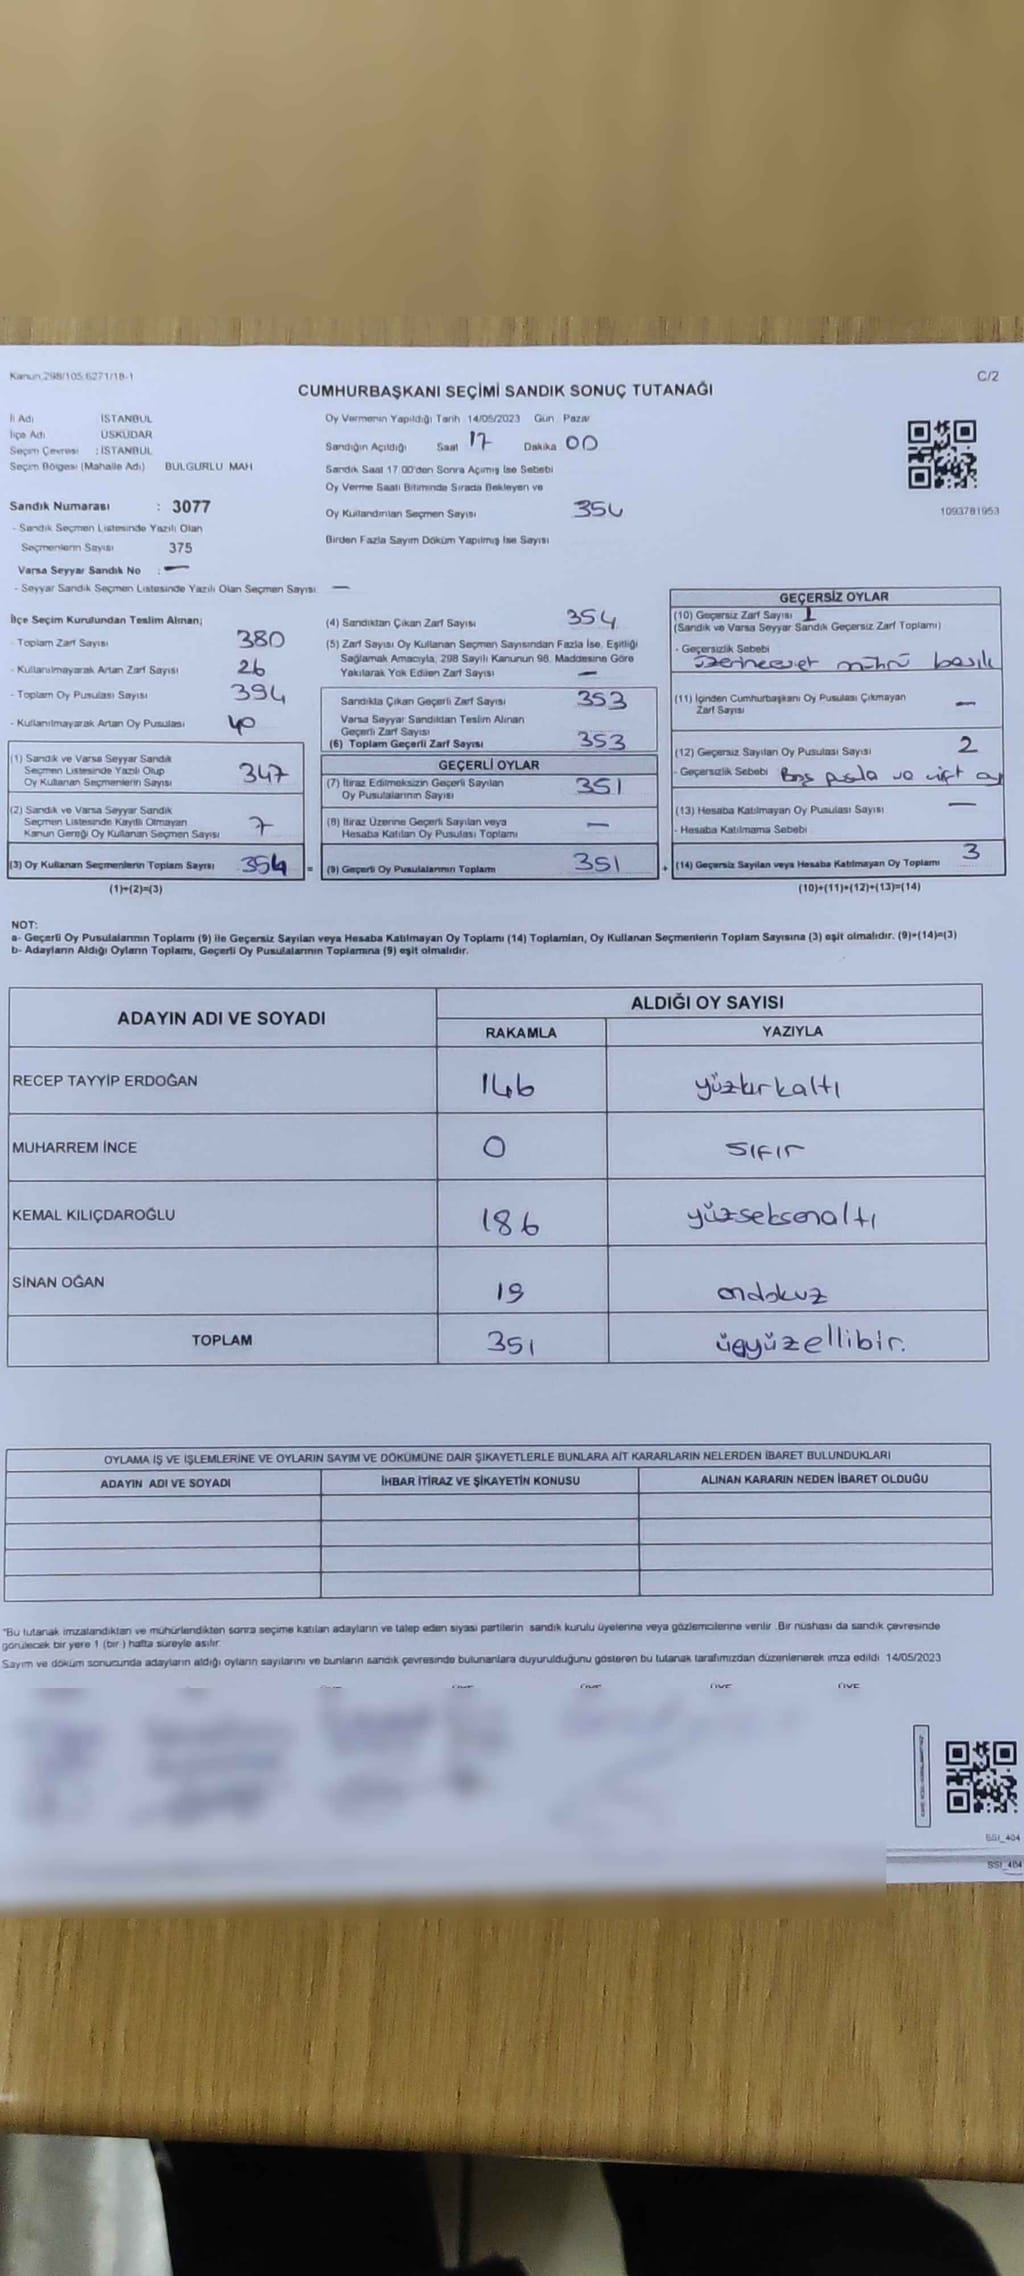 Kanun,298/105;6271/18-1
C/2
CUMHURBAŞKANI SEÇİMİ SANDIK SONUÇ TUTANAĞI
İl Adı İSTANBUL
İlçe Adı ÜSKÜDAR
Seçim Çevresi : İSTANBUL
Seçim Bölgesi (Mahalle Adı) BULGURLU MAH
Sandık Numarası : 3077
- Sandık Seçmen Listesinde Yazılı Olan
Seçmenlerin Sayısı 375
Varsa Seyyar Sandık No : —
- Seyyar Sandık Seçmen Listesinde Yazılı Olan Seçmen Sayısı: —
Oy Vermenin Yapıldığı Tarih 14/05/2023 Gün Pazar
Sandığın Açıldığı Saat 17 Dakika 00
Sandık Saat 17.00'den Sonra Açımış İse Sebebi
Oy Verme Saati Bitiminde Sırada Bekleyen ve
Oy Kullandırılan Seçmen Sayısı 354
Birden Fazla Sayım Döküm Yapılmış İse Sayısı
1093781953
İlçe Seçim Kurulundan Teslim Alınan;
- Toplam Zarf Sayısı 380
- Kullanılmayarak Artan Zarf Sayısı 26
- Toplam Oy Pusulası Sayısı 394
- Kullanılmayarak Artan Oy Pusulası 40
(1) Sandık ve Varsa Seyyar Sandık
Seçmen Listesinde Yazılı Olup
Oy Kullanan Seçmenlerin Sayısı 347
(2) Sandık ve Varsa Seyyar Sandık
Seçmen Listesinde Kayıtlı Olmayan
Kanun Gereği Oy Kullanan Seçmen Sayısı 7
(3) Oy Kullanan Seçmenlerin Toplam Sayısı 354 =
(1)+(2)=(3)
(4) Sandıktan Çıkan Zarf Sayısı 354
(5) Zarf Sayısı Oy Kullanan Seçmen Sayısından Fazla İse, Eşitliği
Sağlamak Amacıyla, 298 Sayılı Kanunun 98. Maddesine Göre
Yakılarak Yok Edilen Zarf Sayısı —
Sandıkta Çıkan Geçerli Zarf Sayısı 353
Varsa Seyyar Sandıktan Teslim Alınan
Geçerli Zarf Sayısı
(6) Toplam Geçerli Zarf Sayısı 353
GEÇERLİ OYLAR
(7) İtiraz Edilmeksizin Geçerli Sayılan
Oy Pusulalarının Sayısı 351
(8) İtiraz Üzerine Geçerli Sayılan veya
Hesaba Katılan Oy Pusulası Toplamı —
(9) Geçerli Oy Pusulalarının Toplamı 351 +
GEÇERSİZ OYLAR
(10) Geçersiz Zarf Sayısı 1
(Sandık ve Varsa Seyyar Sandık Geçersiz Zarf Toplamı)
- Geçersizlik Sebebi
mührü basılı
(11) İçinden Cumhurbaşkanı Oy Pusulası Çıkmayan
Zarf Sayısı —
(12) Geçersiz Sayılan Oy Pusulası Sayısı 2
- Geçersizlik Sebebi Boş pusula ve çift oy
(13) Hesaba Katılmayan Oy Pusulası Sayısı —
- Hesaba Katılmama Sebebi
(14) Geçersiz Sayılan veya Hesaba Katılmayan Oy Toplamı 3
(10)+(11)+(12)+(13)=(14)
NOT:
a- Geçerli Oy Pusulalarının Toplamı (9) ile Geçersiz Sayılan veya Hesaba Katılmayan Oy Toplamı (14) Toplamları, Oy Kullanan Seçmenlerin Toplam Sayısına (3) eşit olmalıdır. (9)+(14)=(3)
b- Adayların Aldığı Oyların Toplamı, Geçerli Oy Pusulalarının Toplamına (9) eşit olmalıdır.
ADAYIN ADI VE SOYADI
ALDIĞI OY SAYISI
RAKAMLA YAZIYLA
RECEP TAYYİP ERDOĞAN 146 yüzkırkaltı
MUHARREM İNCE 0 sıfır
KEMAL KILIÇDAROĞLU 186 yüzseksenaltı
SİNAN OĞAN 19 ondokuz
TOPLAM 351 üçyüzellibir.
OYLAMA İŞ VE İŞLEMLERİNE VE OYLARIN SAYIM VE DÖKÜMÜNE DAİR ŞİKAYETLERLE BUNLARA AİT KARARLARIN NELERDEN İBARET BULUNDUKLARI
ADAYIN ADI VE SOYADI İHBAR İTİRAZ VE ŞİKAYETİN KONUSU ALINAN KARARIN NEDEN İBARET OLDUĞU
"Bu tutanak imzalandıktan ve mühürlendikten sonra seçime katılan adayların ve talep eden siyasi partilerin sandık kurulu üyelerine veya gözlemcilerine verilir. Bir nüshası da sandık çevresinde
görülecek bir yere 1 (bir ) hafta süreyle asılır.
Sayım ve döküm sonucunda adayların aldığı oyların sayılarını ve bunların sandık çevresinde bulunanlara duyurulduğunu gösteren bu tutanak tarafımızdan düzenlenerek imza edildi 14/05/2023
SSI_404
SSI_404